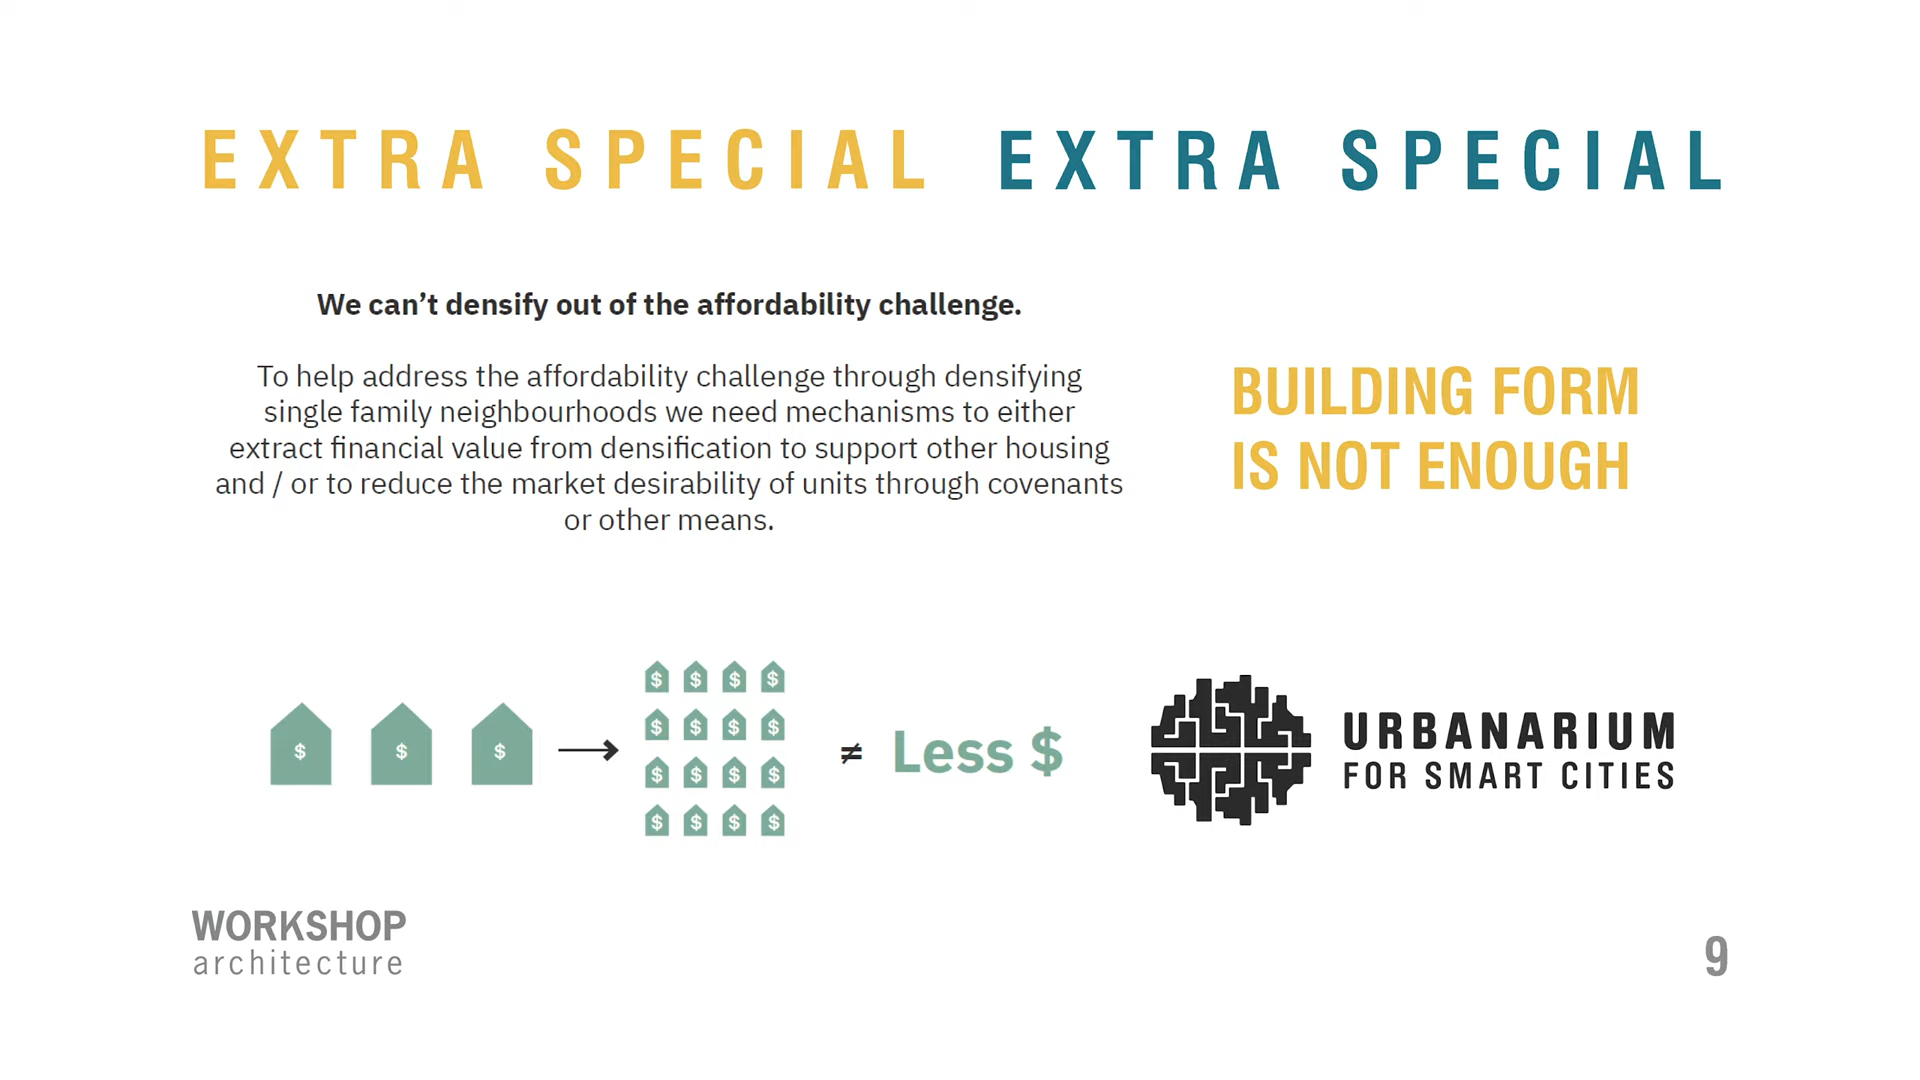 EXTRA SPECIAL EXTRA SPECIAL
We can’t densify out of the affordability challenge.
To help address the affordability challenge through densifying
single family neighbourhoods we need mechanisms to either
extract financial value from densification to support other housing
and / or to reduce the market desirability of units through covenants
or other means.
BUILDING FORM
IS NOT ENOUGH
$ $ $
$ $ $ $
$ $ $ $
$ $ $ $
$ $ $ $
≠ Less $
URBANARIUM
FOR SMART CITIES
WORKSHOP
architecture
9